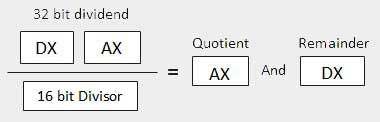 32 bit dividend
DX AX
16 bit Divisor
=
Quotient
AX
And
Remainder
DX